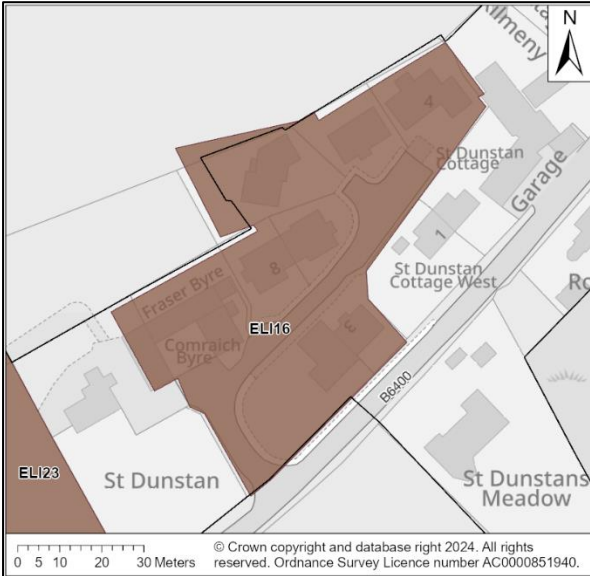 Kilmeny
N
4
St Dunstan
Cottage
Garage
1
St Dunstan
Cottage West
Fraser Byre
8
ELI16
Comraich
Byre
3
B6400
ELI23
St Dunstan
St Dunstans
Meadow
0 5 10 20 30 Meters
© Crown copyright and database right 2024. All rights
reserved. Ordnance Survey Licence number AC0000851940.